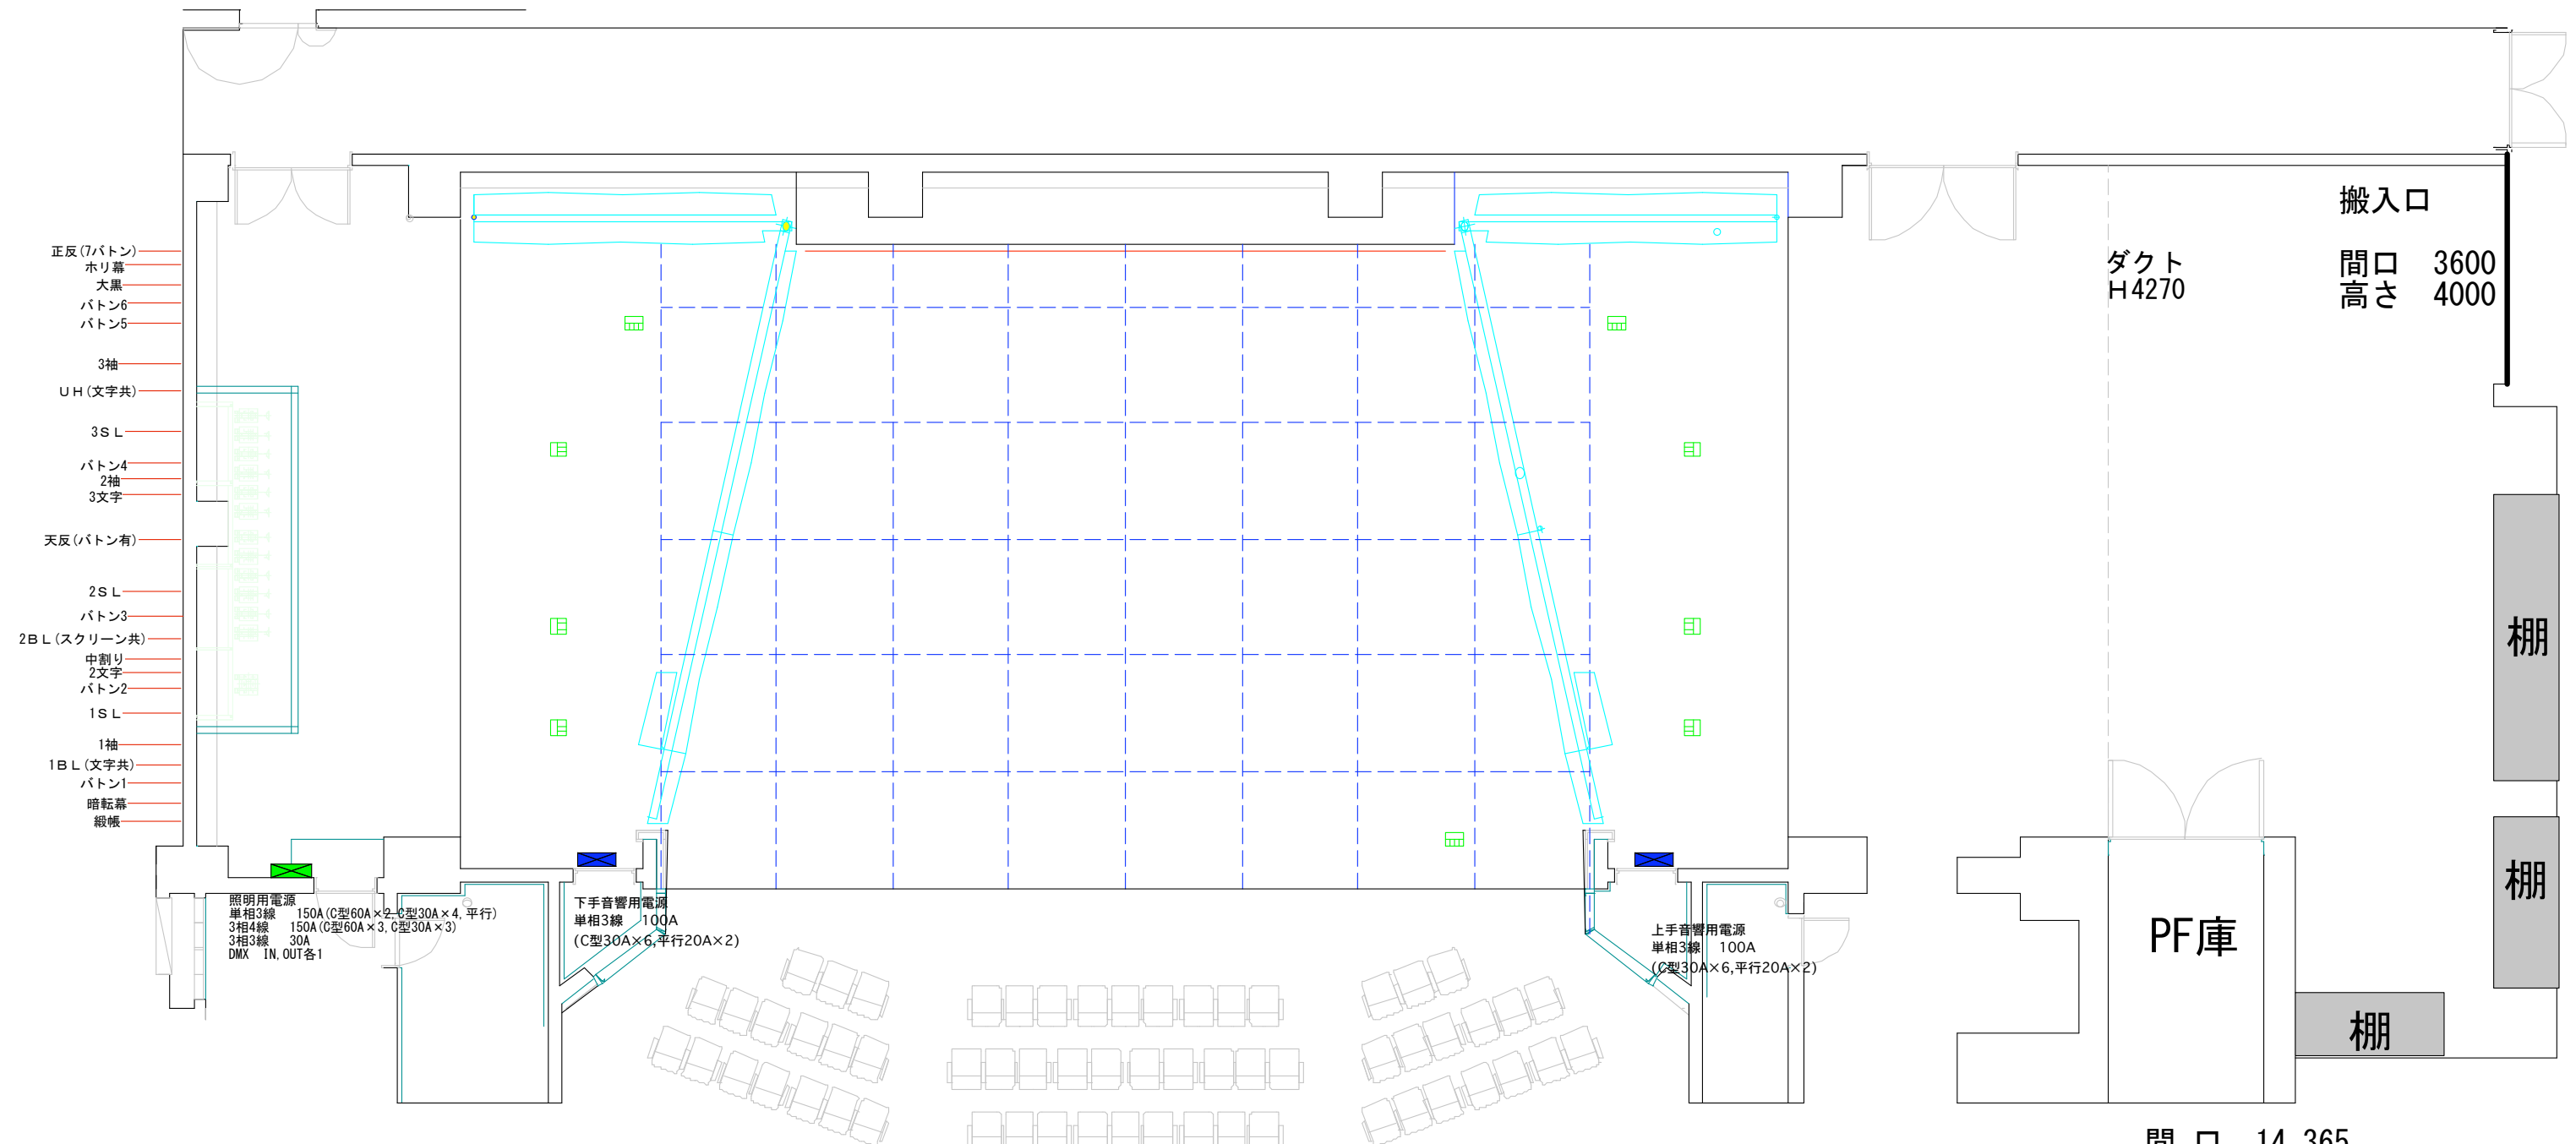 正反(7バトン)
ホリ幕
大黒
バトン6
バトン5
3袖
UH(文字共)
3SL
バトン4
2袖
3文字
天反(バトン有)
2SL
バトン3
2BL(スクリーン共)
中割り
2文字
バトン2
1SL
1袖
1BL(文字共)
バトン1
暗転幕
緞帳
照明用電源
単相3線 150A(C型60A×2,C型30A×4,平行)
3相4線 150A(C型60A×3,C型30A×3)
3相3線 30A
DMX IN,OUT各1
下手音響用電源
単相3線 100A
(C型30A×6,平行20A×2)
上手音響用電源
単相3線 100A
(C型30A×6,平行20A×2)
ダクト
H4270
搬入口
間口 3600
高さ 4000
棚
棚
棚
PF庫
間 口 14,365